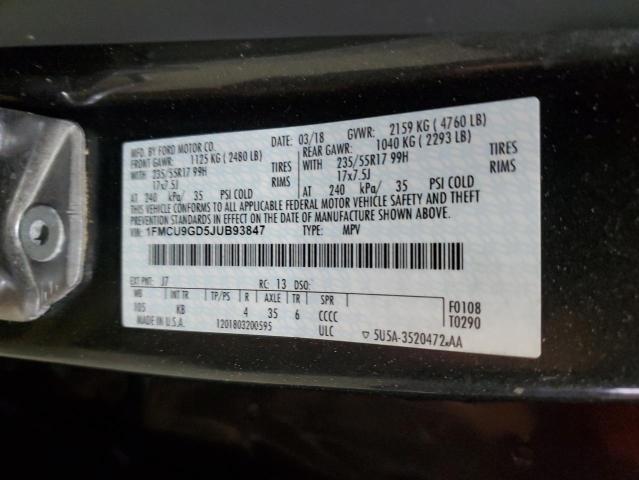 MFD. BY FORD MOTOR CO. 03/18 GVWR: 2159 KG ( 4760 LB)
FRONT GAWR: 1125 KG ( 2480 LB) REAR GAWR: 1040 KG ( 2293 LB)
WITH 235/55R17 99H TIRES WITH 235/55R17 99H TIRES
17x7.5J RIMS 17x7.5J RIMS
AT 240 kPa/ 35 PSI COLD AT 240 kPa/ 35 PSI COLD
THIS VEHICLE CONFORMS TO ALL APPLICABLE FEDERAL MOTOR VEHICLE SAFETY AND THEFT
PREVENTION STANDARDS IN EFFECT ON THE DATE OF MANUFACTURE SHOWN ABOVE.
VIN: 1FMCU9GD5JUB93847 TYPE: MPV
EXT PNT: J7 RC: 13 DSO:
WB INT TR TP/PS R AXLE TR SPR F0108
105 KB 4 35 6 CCCC T0290
MADE IN U.S.A. 1201803200595 ULC 5U5A-3520472-AA